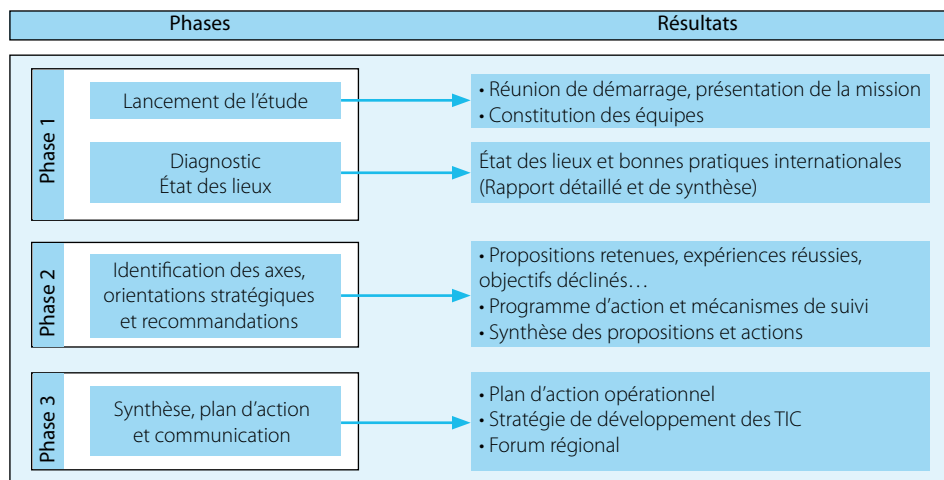 Phases
Résultats
Phase 1
Lancement de l'étude
• Réunion de démarrage, présentation de la mission
• Constitution des équipes
Diagnostic
État des lieux
État des lieux et bonnes pratiques internationales
(Rapport détaillé et de synthèse)
Phase 2
Identification des axes,
orientations stratégiques
et recommandations
• Propositions retenues, expériences réussies,
objectifs déclinés…
• Programme d'action et mécanismes de suivi
• Synthèse des propositions et actions
Phase 3
Synthèse, plan d'action
et communication
• Plan d'action opérationnel
• Stratégie de développement des TIC
• Forum régional